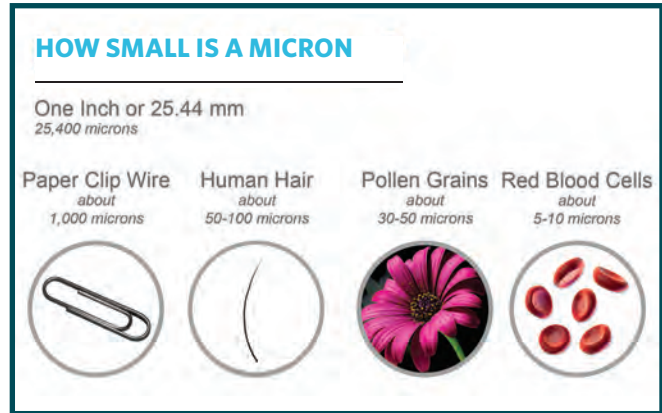 HOW SMALL IS A MICRON
One Inch or 25.44 mm
25,400 microns
Paper Clip Wire
about
1,000 microns
Human Hair
about
50-100 microns
Pollen Grains
about
30-50 microns
Red Blood Cells
about
5-10 microns